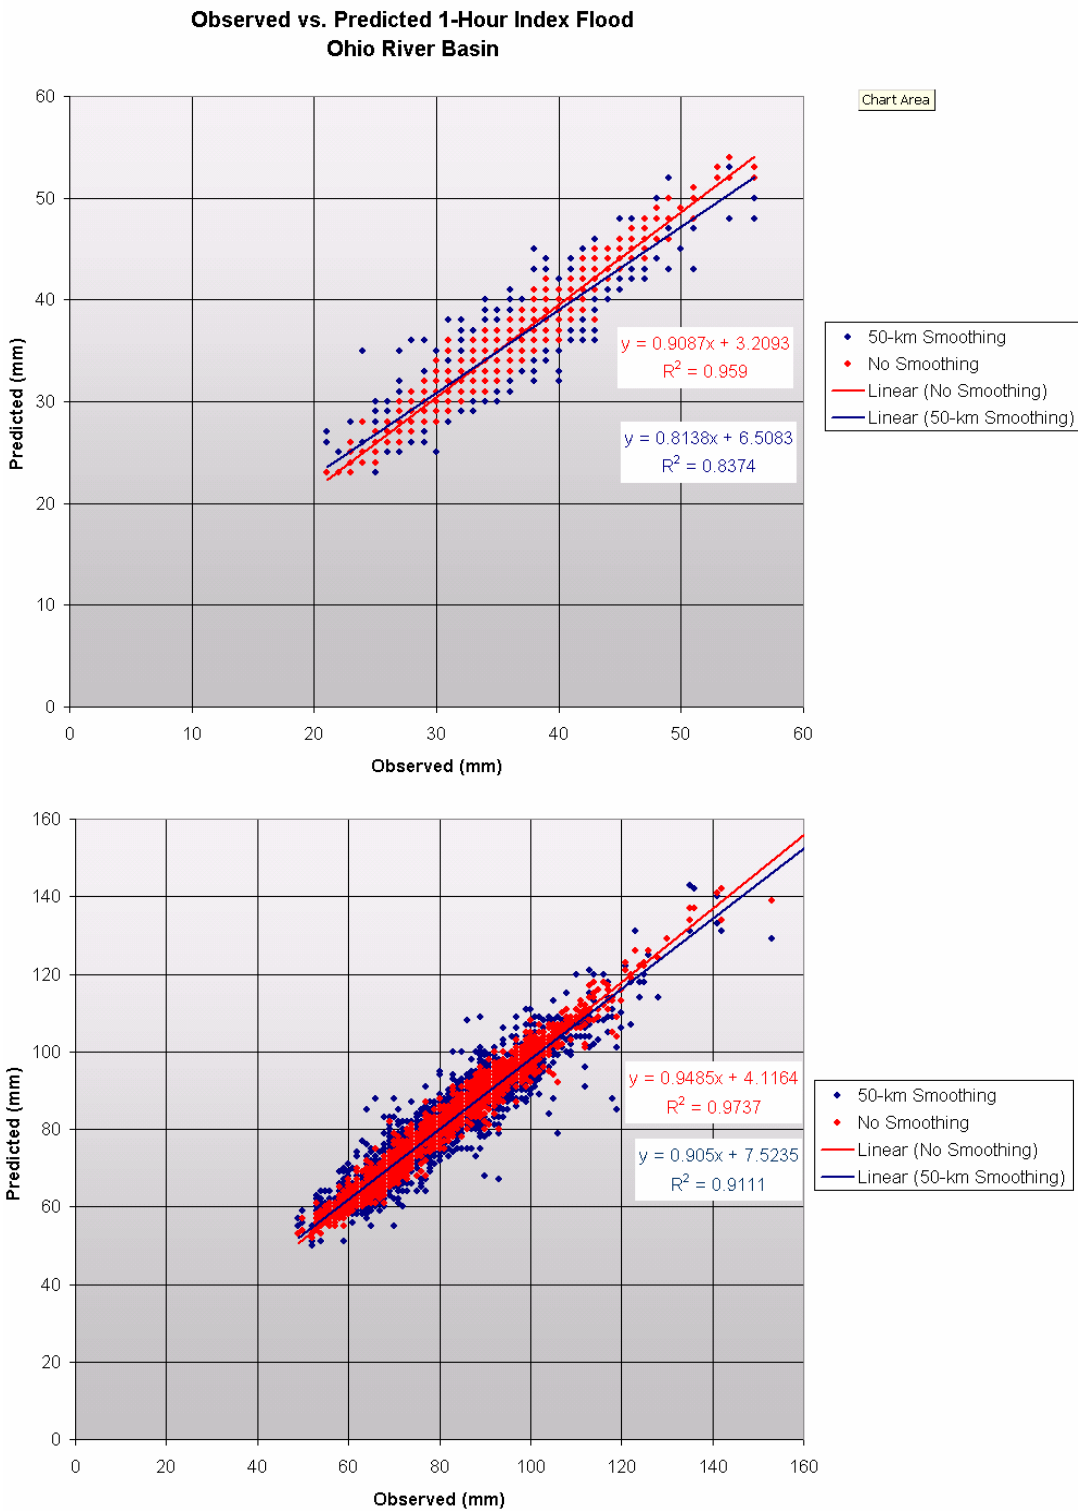 Observed vs. Predicted 1-Hour Index Flood
Ohio River Basin
Chart Area
60
50
40
30
20
10
0
Predicted (mm)
0 10 20 30 40 50 60
Observed (mm)
y = 0.9087x + 3.2093
R² = 0.959
y = 0.8138x + 6.5083
R² = 0.8374
50-km Smoothing
No Smoothing
Linear (No Smoothing)
Linear (50-km Smoothing)
160
140
120
100
80
60
40
20
0
Predicted (mm)
0 20 40 60 80 100 120 140 160
Observed (mm)
y = 0.9485x + 4.1164
R² = 0.9737
y = 0.905x + 7.5235
R² = 0.9111
50-km Smoothing
No Smoothing
Linear (No Smoothing)
Linear (50-km Smoothing)